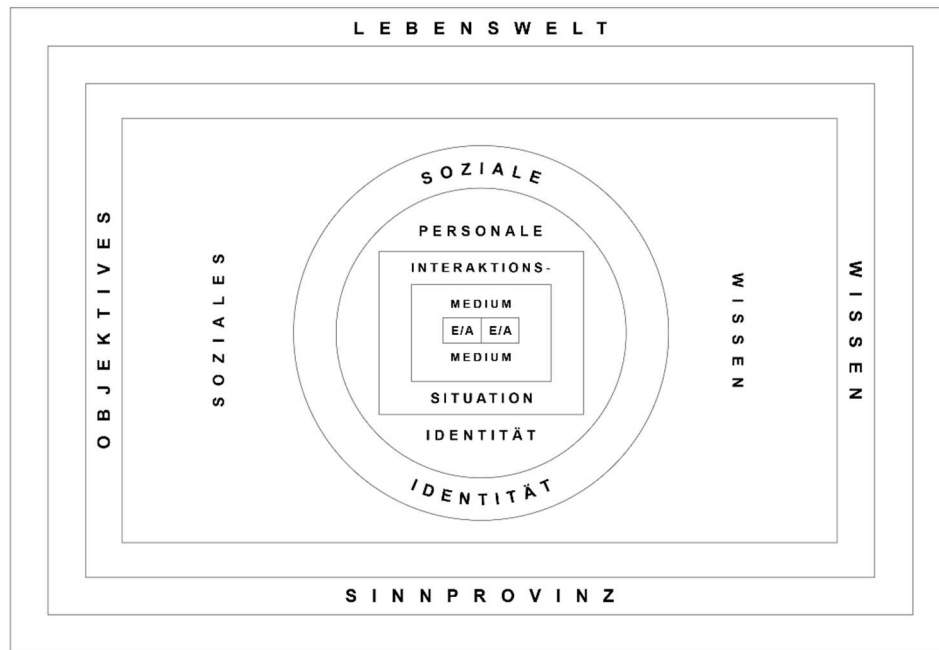 LEBENSWELT
SOZIALE
PERSONALE
INTERAKTIONS-
MEDIUM
E/A E/A
MEDIUM
SITUATION
IDENTITÄT
IDENTITÄT
OBJEKTIVES
SOZIALES
WISSEN
WISSEN
SINNPROVINZ